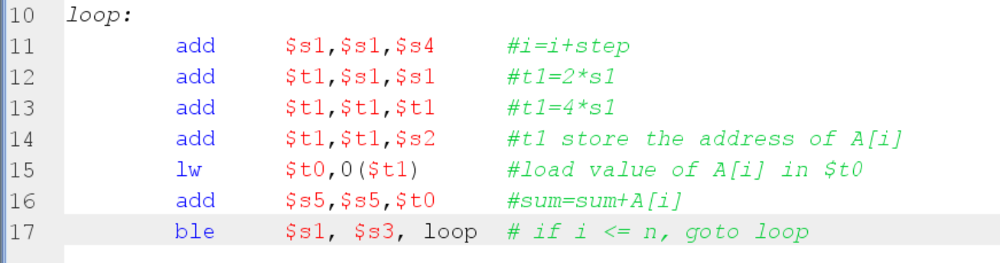 10 loop:
11 add $s1,$s1,$s4 #i=i+step
12 add $t1,$s1,$s1 #t1=2*s1
13 add $t1,$t1,$t1 #t1=4*s1
14 add $t1,$t1,$s2 #t1 store the address of A[i]
15 lw $t0,0($t1) #load value of A[i] in $t0
16 add $s5,$s5,$t0 #sum=sum+A[i]
17 ble $s1, $s3, loop # if i <= n, goto loop